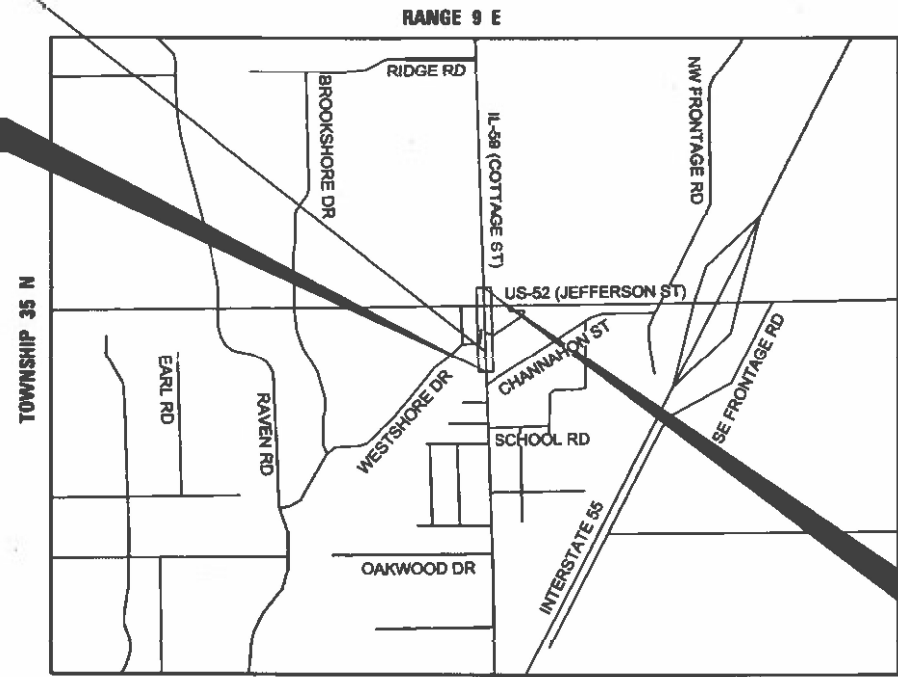 RANGE 9 E
RIDGE RD
BROOKSHORE DR
NW FRONTAGE RD
IL-59 (COTTAGE ST)
TOWNSHIP 35 N
US-52 (JEFFERSON ST)
CHANNAHON ST
SE FRONTAGE RD
EARL RD
RAVEN RD
WESTSHORE DR
SCHOOL RD
INTERSTATE 55
OAKWOOD DR